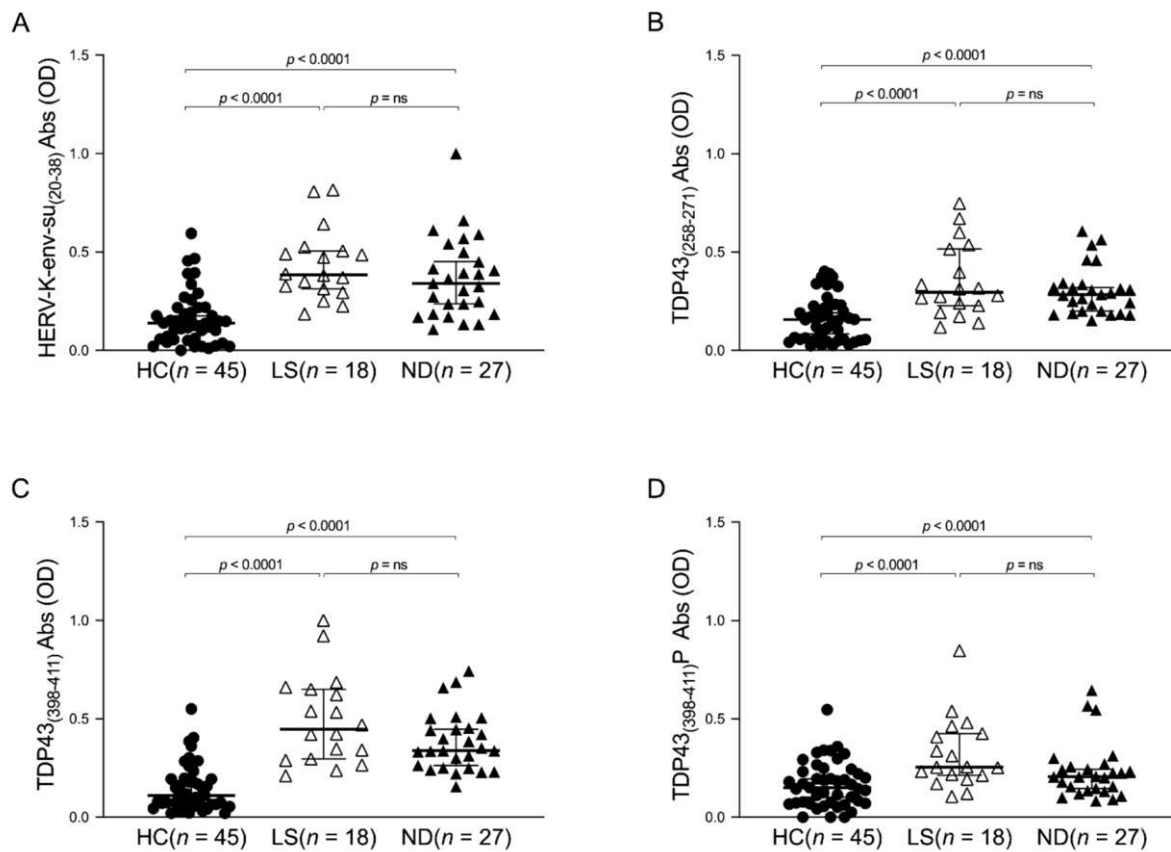 A
HERV-K-env-su(20-38) Abs (OD)
1.5
1.0
0.5
0.0
p < 0.0001
p < 0.0001
p = ns
HC(n = 45)
LS(n = 18)
ND(n = 27)
B
TDP43(258-271) Abs (OD)
1.5
1.0
0.5
0.0
p < 0.0001
p < 0.0001
p = ns
HC(n = 45)
LS(n = 18)
ND(n = 27)
C
TDP43(398-411) Abs (OD)
1.5
1.0
0.5
0.0
p < 0.0001
p < 0.0001
p = ns
HC(n = 45)
LS(n = 18)
ND(n = 27)
D
TDP43(398-411)P Abs (OD)
1.5
1.0
0.5
0.0
p < 0.0001
p < 0.0001
p = ns
HC(n = 45)
LS(n = 18)
ND(n = 27)